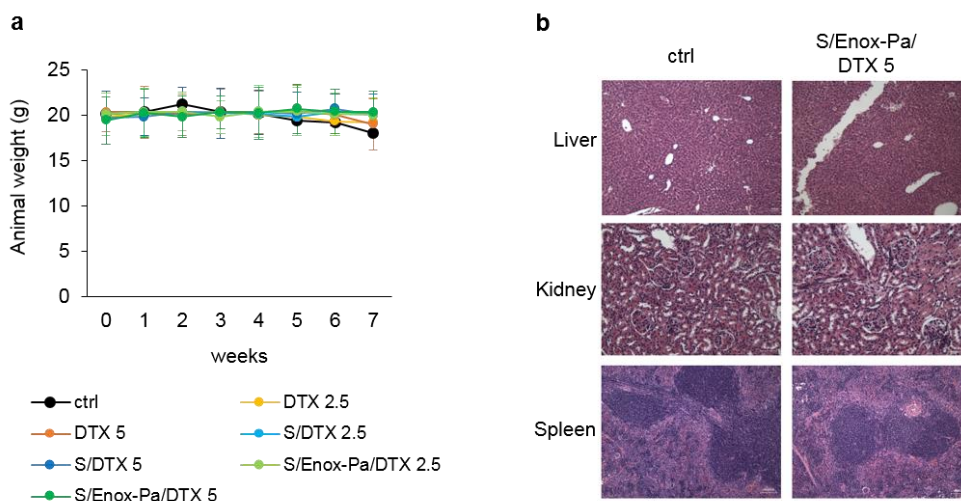 a
25
20
15
10
5
0
Animal weight (g)
0 1 2 3 4 5 6 7
weeks
ctrl
DTX 2.5
DTX 5
S/DTX 2.5
S/DTX 5
S/Enox-Pa/DTX 2.5
S/Enox-Pa/DTX 5
b
ctrl
S/Enox-Pa/
DTX 5
Liver
Kidney
Spleen